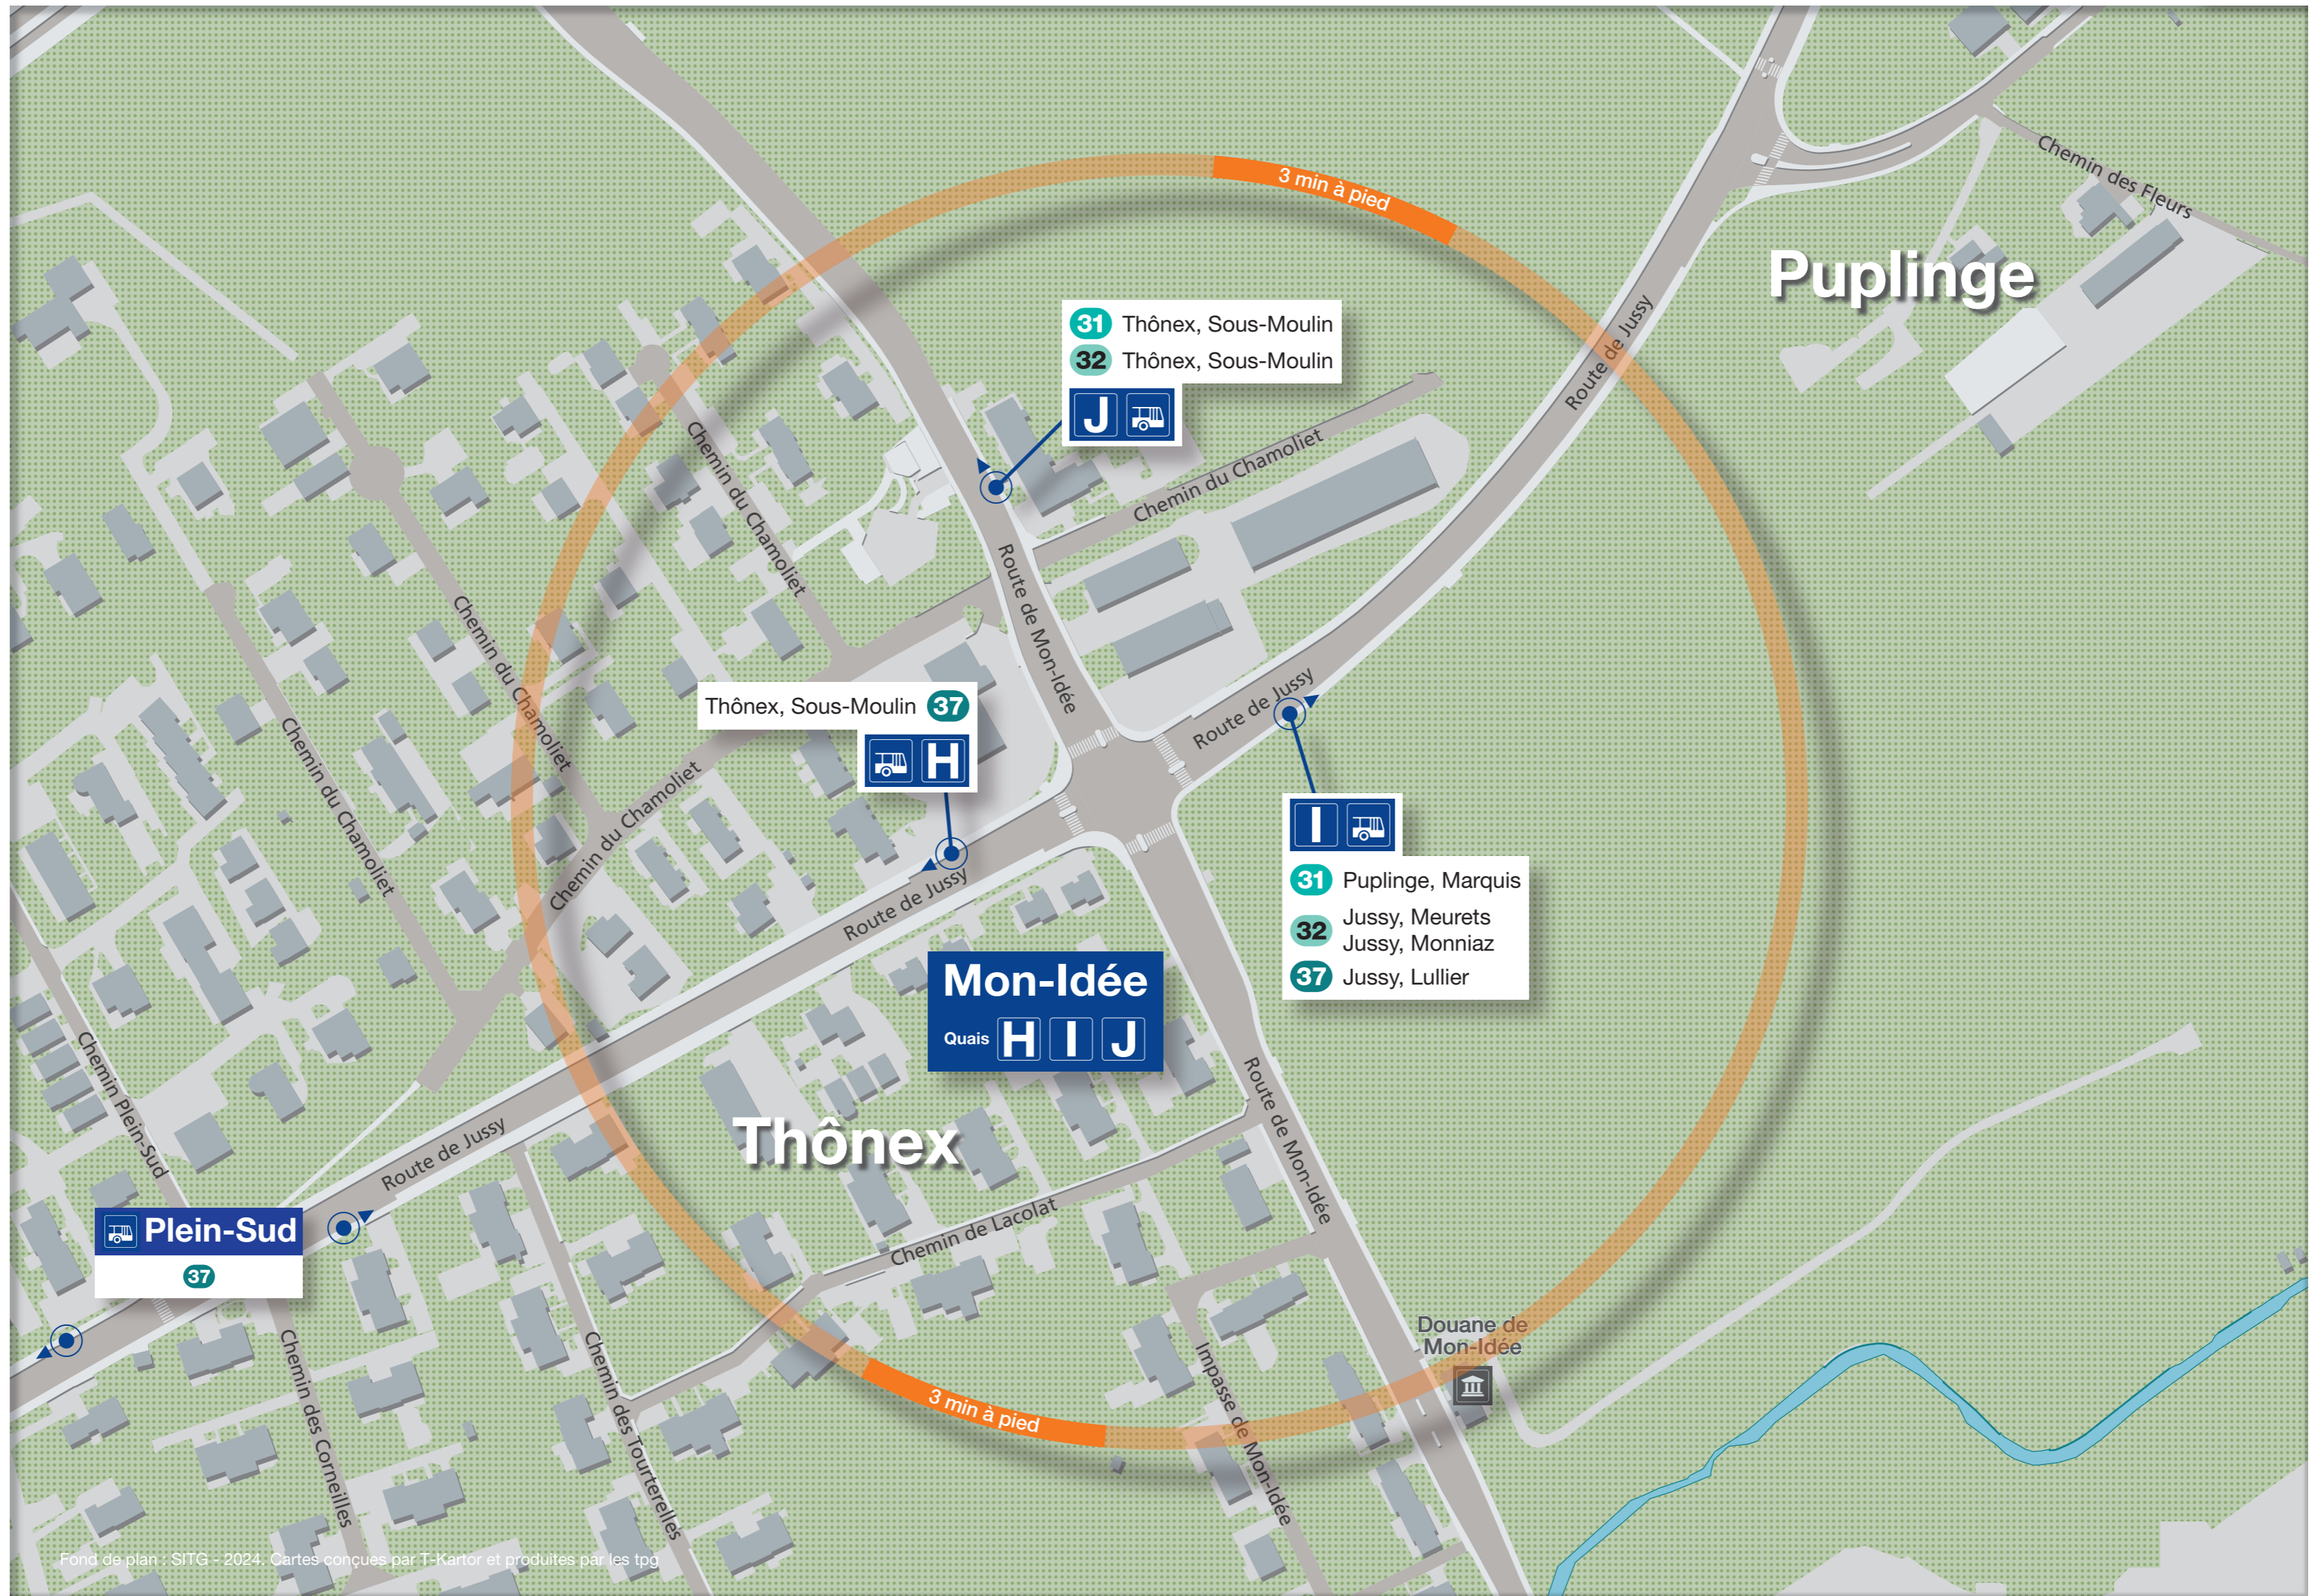 Chemin des Fleurs
3 min à pied
Puplinge
31 Thônex, Sous-Moulin
32 Thônex, Sous-Moulin
J
Route de Jussy
Chemin du Chamoliet
Chemin du Chamoliet
Route de Mon-Idée
Chemin du Chamoliet
Thônex, Sous-Moulin 37
H
Route de Jussy
Chemin du Chamoliet
Chemin du Chamoliet
I
31 Puplinge, Marquis
32 Jussy, Meurets
Jussy, Monniaz
37 Jussy, Lullier
Route de Jussy
Mon-Idée
Quais H I J
Chemin Plein-Sud
Route de Jussy
Thônex
Route de Mon-Idée
Plein-Sud
37
Chemin de Lacolat
Chemin des Corneilles
Chemin des Tourterelles
Impasse de Mon-Idée
Douane de
Mon-Idée
3 min à pied
Fond de plan : SITG - 2024. Cartes conçues par T-Kartor et produites par les tpg